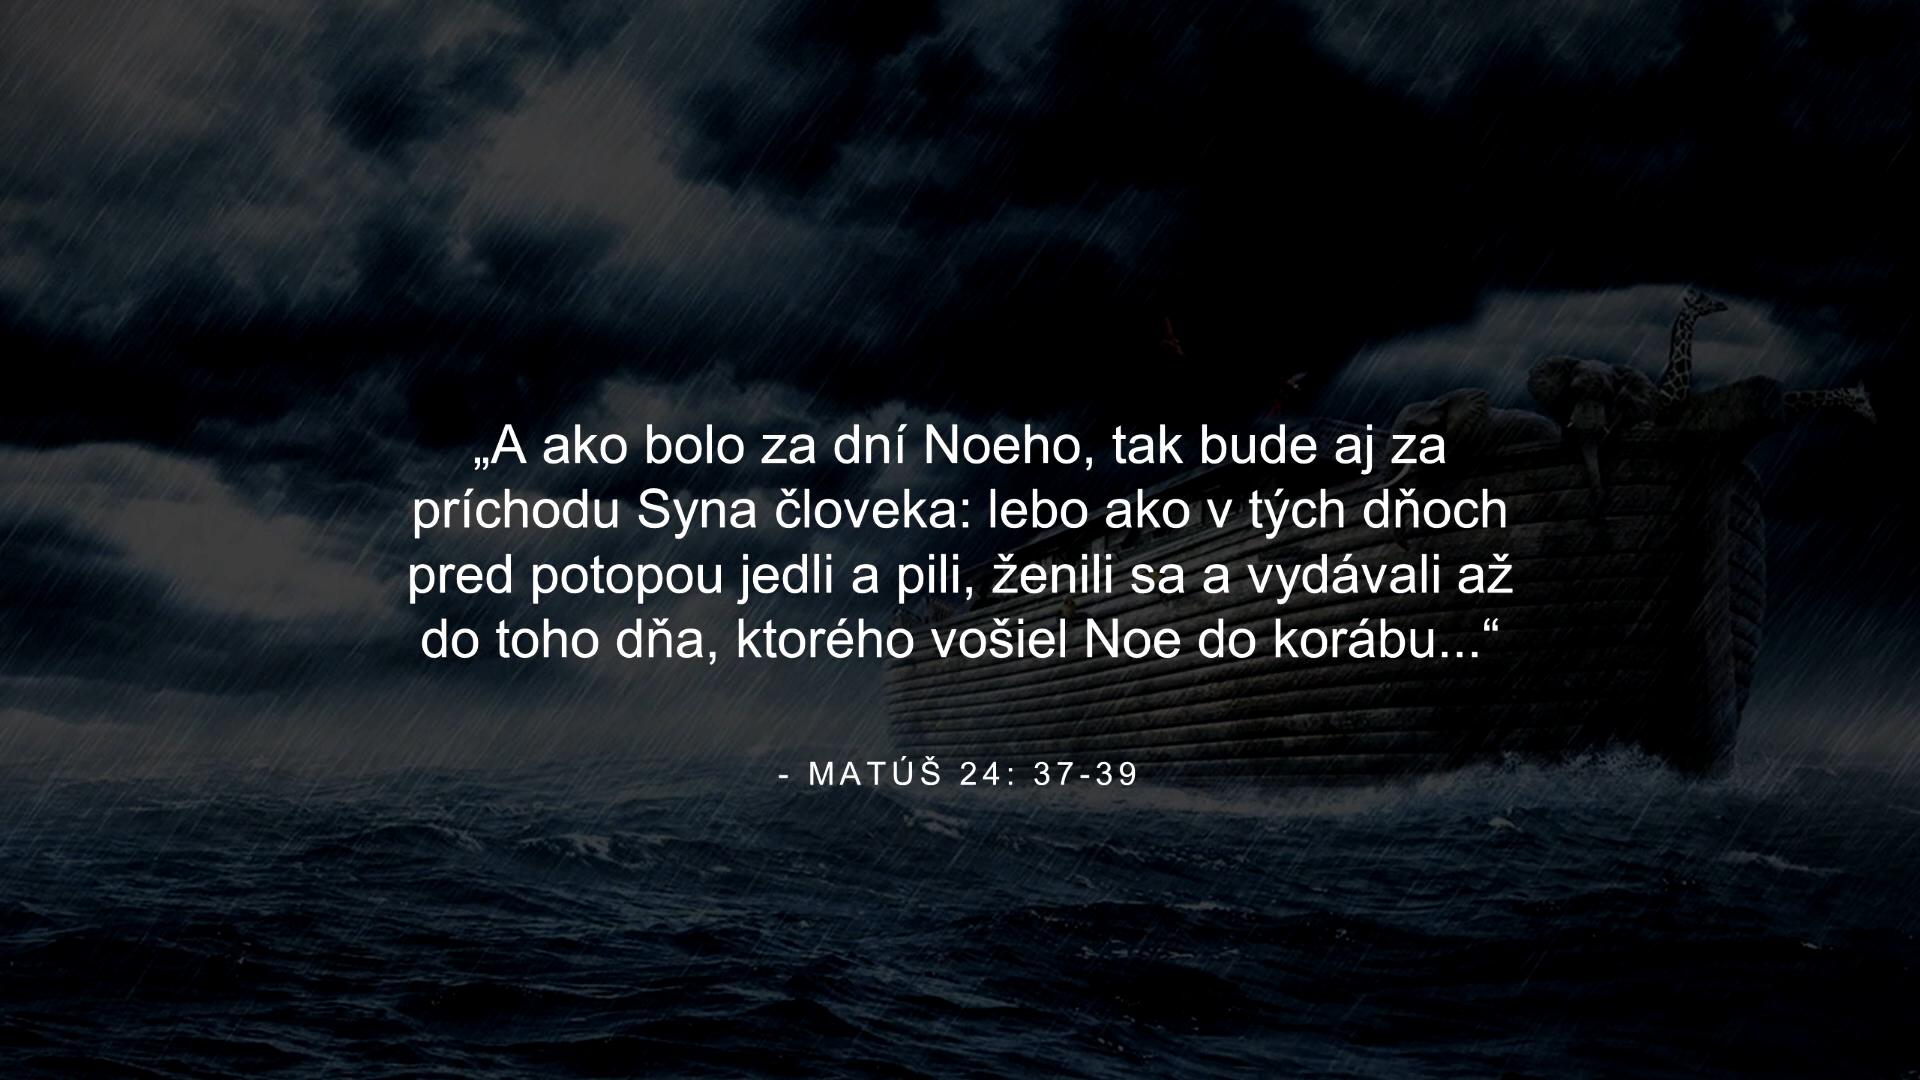 „A ako bolo za dní Noeho, tak bude aj za
príchodu Syna človeka: lebo ako v tých dňoch
pred potopou jedli a pili, ženili sa a vydávali až
do toho dňa, ktorého vošiel Noe do korábu...“
- MATÚŠ 24: 37-39